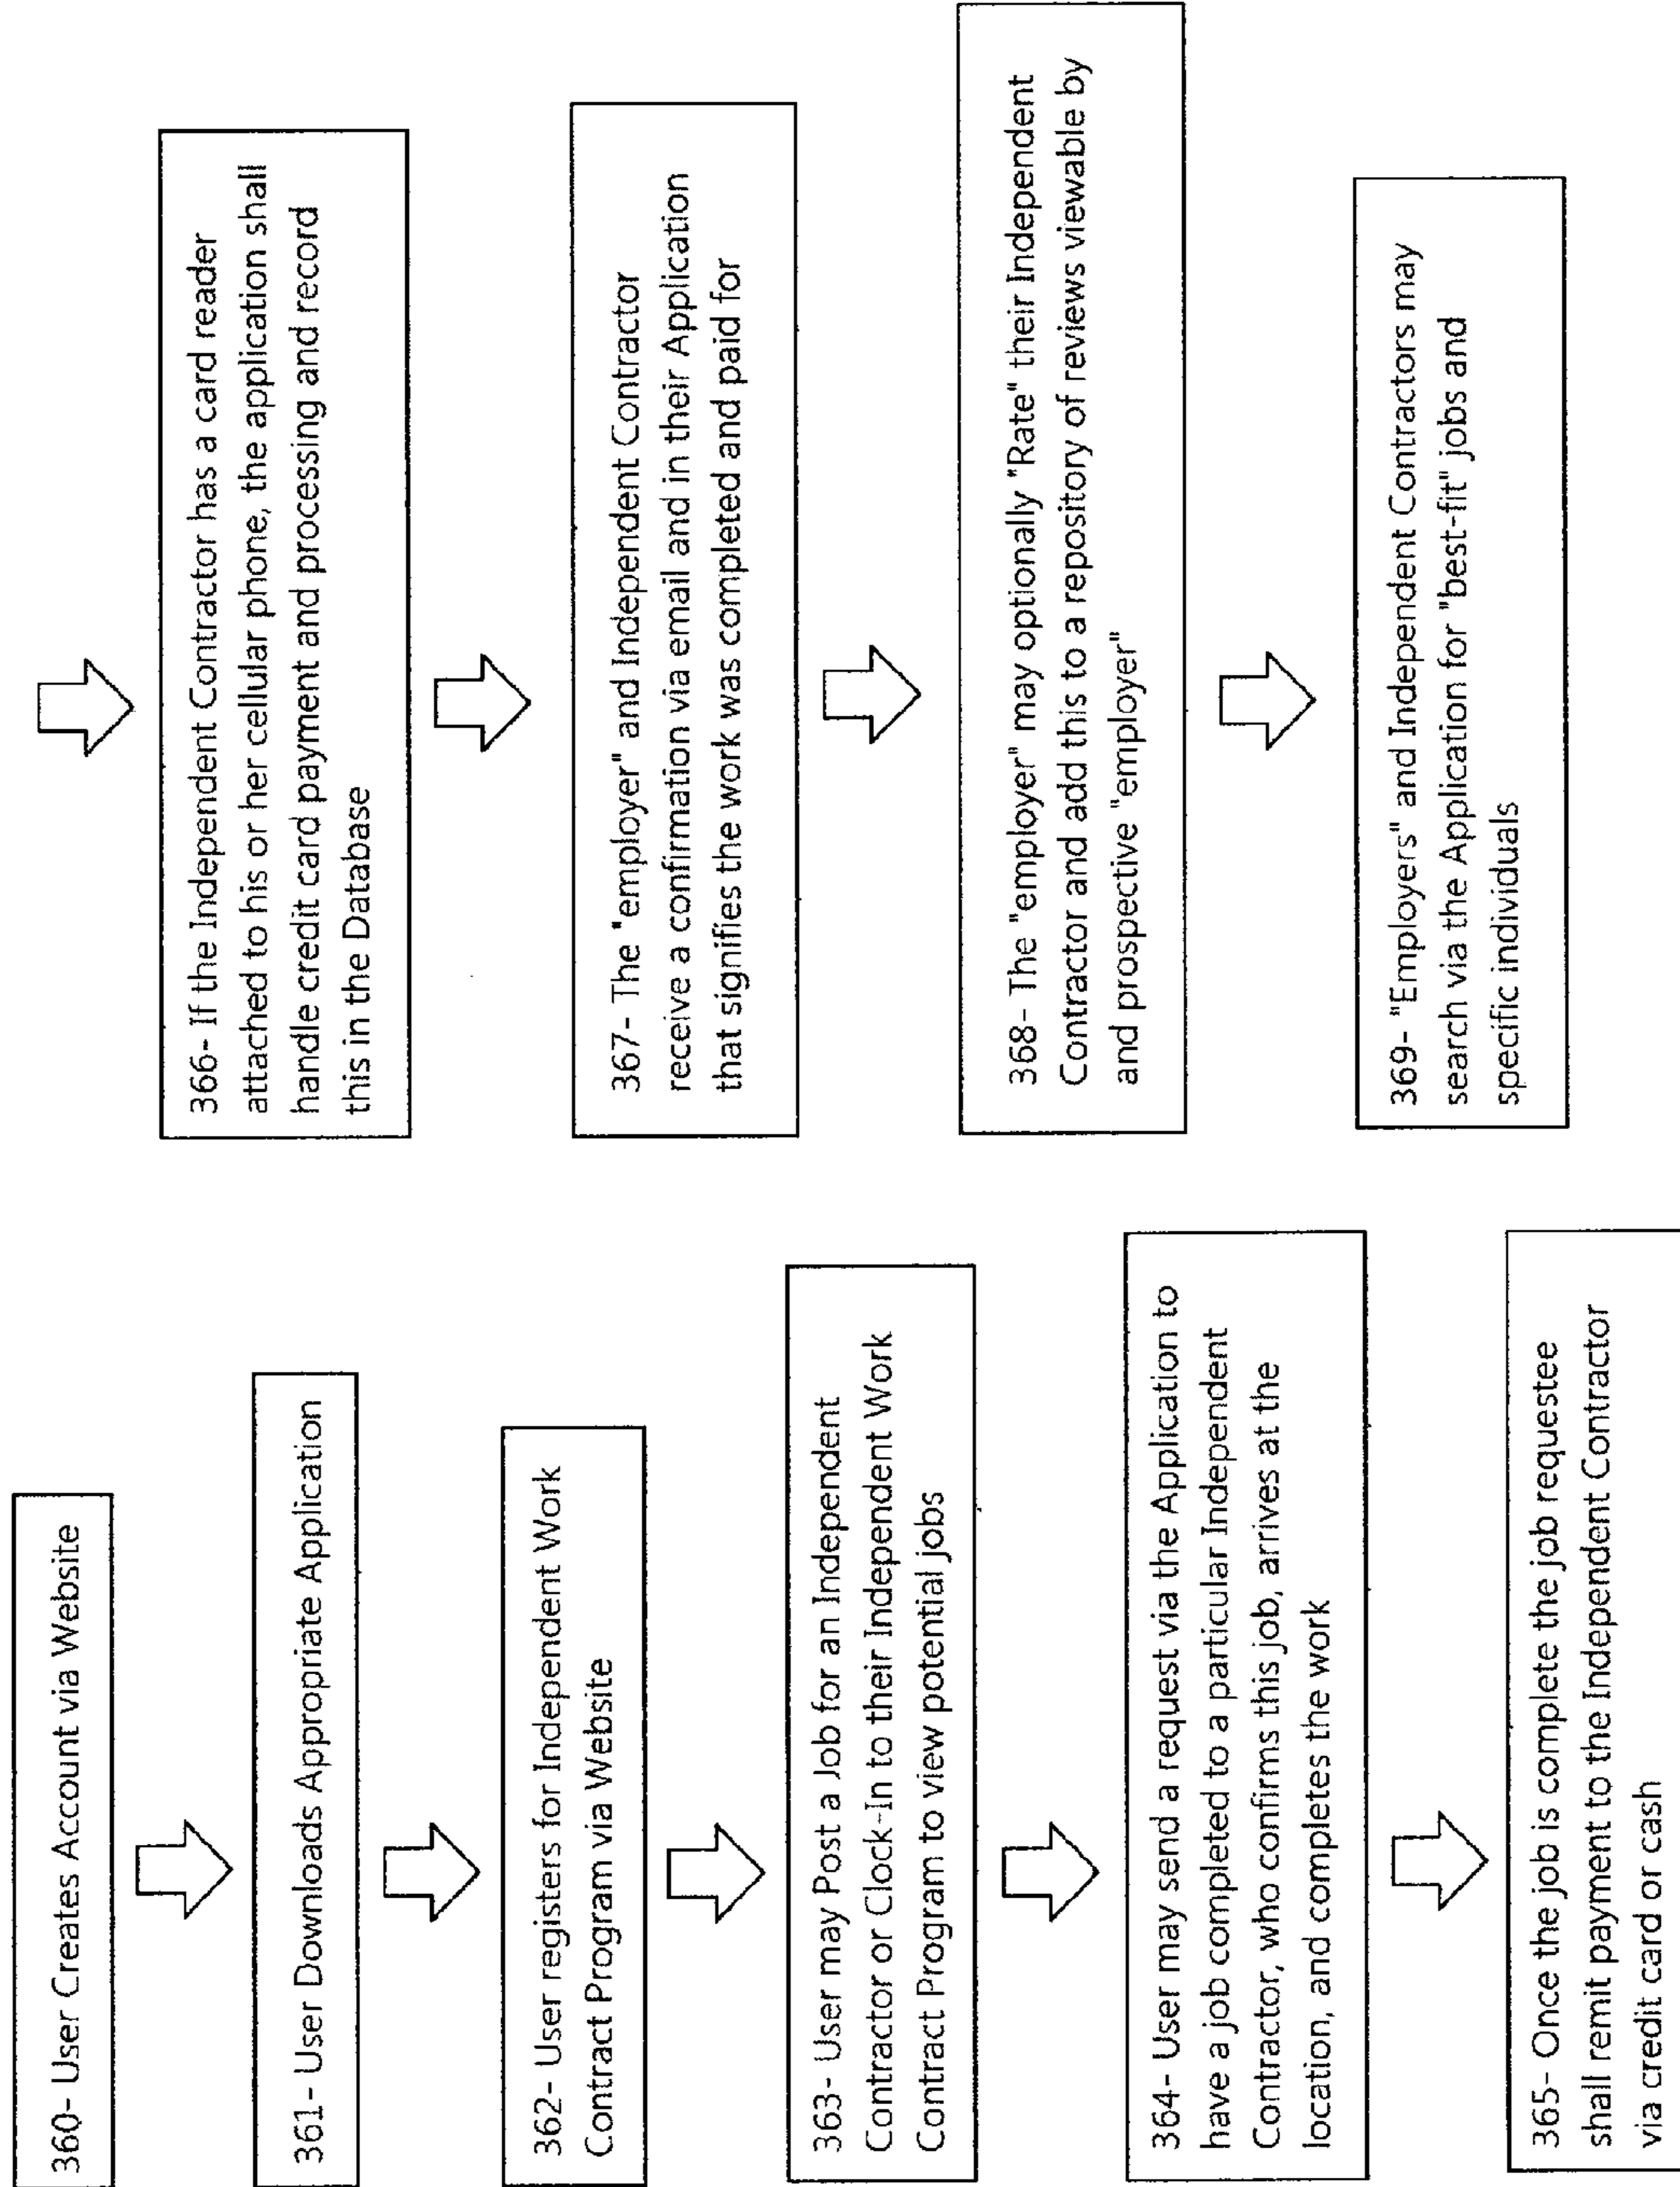 360- User Creates Account via Website
361- User Downloads Appropriate Application
362- User registers for Independent Work
Contract Program via Website
363- User may Post a Job for an Independent
Contractor or Clock-In to their Independent Work
Contract Program to view potential jobs
364- User may send a request via the Application to
have a job completed to a particular Independent
Contractor, who confirms this job, arrives at the
location, and completes the work
365- Once the job is complete the job requestee
shall remit payment to the Independent Contractor
via credit card or cash
366- If the Independent Contractor has a card reader
attached to his or her cellular phone, the application shall
handle credit card payment and processing and record
this in the Database
367- The "employer" and Independent Contractor
receive a confirmation via email and in their Application
that signifies the work was completed and paid for
368- The "employer" may optionally "Rate" their Independent
Contractor and add this to a repository of reviews viewable by
and prospective "employer"
369- "Employers" and Independent Contractors may
search via the Application for "best-fit" jobs and
specific individuals